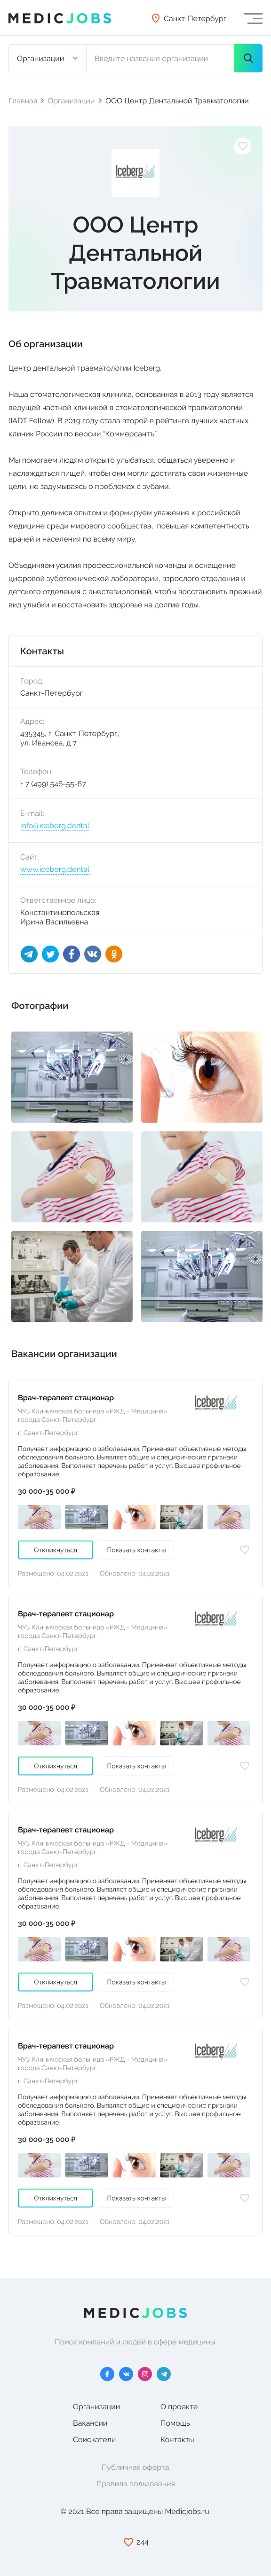 MEDICJOBS
Санкт-Петербург
Организации
Введите название организации
Главная > Организации > ООО Центр Дентальной Травматологии
Iceberg
ООО Центр
Дентальной
Травматологии
Об организации
Центр дентальной травматологии Iceberg.
Наша стоматологическая клиника, основанная в 2013 году является
ведущей частной клиникой в стоматологической травматологии
(IADT Fellow). В 2019 году стала второй в рейтинге лучших частных
клиник России по версии "Коммерсантъ".
Мы помогаем людям открыто улыбаться, общаться уверенно и
наслаждаться пищей, чтобы они могли достигать свои жизненные
цели, не задумываясь о проблемах с зубами.
Открыто делимся опытом и формируем уважение к российской
медицине среди мирового сообщества, повышая компетентность
врачей и населения по всему миру.
Объединяем усилия профессиональной команды и оснащение
цифровой зуботехнической лаборатории, взрослого отделения и
детского отделения с анестезиологией, чтобы восстановить прежний
вид улыбки и восстановить здоровье на долгие годы.
Контакты
Город:
Санкт-Петербург
Адрес:
435345, г. Санкт-Петербург,
ул. Иванова, д 7
Телефон:
+ 7 (499) 546-55-67
E-mail:
info@iceberg.dental
Сайт:
www.iceberg.dental
Ответственное лицо:
Константинопольская
Ирина Васильевна
Фотографии
Вакансии организации
Врач-терапевт стационар
Iceberg
ЧУЗ Клиническая больница «РЖД - Медицина»
города Санкт-Петербург
г. Санкт-Петербург
Получает информацию о заболевании. Применяет объективные методы
обследования больного. Выявляет общие и специфические признаки
заболевания. Выполняет перечень работ и услуг. Высшее профильное
образование.
30 000-35 000 ₽
Откликнуться
Показать контакты
Размещено: 04.02.2021 Обновлено: 04.02.2021
Врач-терапевт стационар
Iceberg
ЧУЗ Клиническая больница «РЖД - Медицина»
города Санкт-Петербург
г. Санкт-Петербург
Получает информацию о заболевании. Применяет объективные методы
обследования больного. Выявляет общие и специфические признаки
заболевания. Выполняет перечень работ и услуг. Высшее профильное
образование.
30 000-35 000 ₽
Откликнуться
Показать контакты
Размещено: 04.02.2021 Обновлено: 04.02.2021
Врач-терапевт стационар
Iceberg
ЧУЗ Клиническая больница «РЖД - Медицина»
города Санкт-Петербург
г. Санкт-Петербург
Получает информацию о заболевании. Применяет объективные методы
обследования больного. Выявляет общие и специфические признаки
заболевания. Выполняет перечень работ и услуг. Высшее профильное
образование.
30 000-35 000 ₽
Откликнуться
Показать контакты
Размещено: 04.02.2021 Обновлено: 04.02.2021
Врач-терапевт стационар
Iceberg
ЧУЗ Клиническая больница «РЖД - Медицина»
города Санкт-Петербург
г. Санкт-Петербург
Получает информацию о заболевании. Применяет объективные методы
обследования больного. Выявляет общие и специфические признаки
заболевания. Выполняет перечень работ и услуг. Высшее профильное
образование.
30 000-35 000 ₽
Откликнуться
Показать контакты
Размещено: 04.02.2021 Обновлено: 04.02.2021
MEDICJOBS
Поиск компаний и людей в сфере медицины
Организации
О проекте
Вакансии
Помощь
Соискатели
Контакты
Публичная оферта
Правила пользования
© 2021 Все права защищены Medicjobs.ru.
244